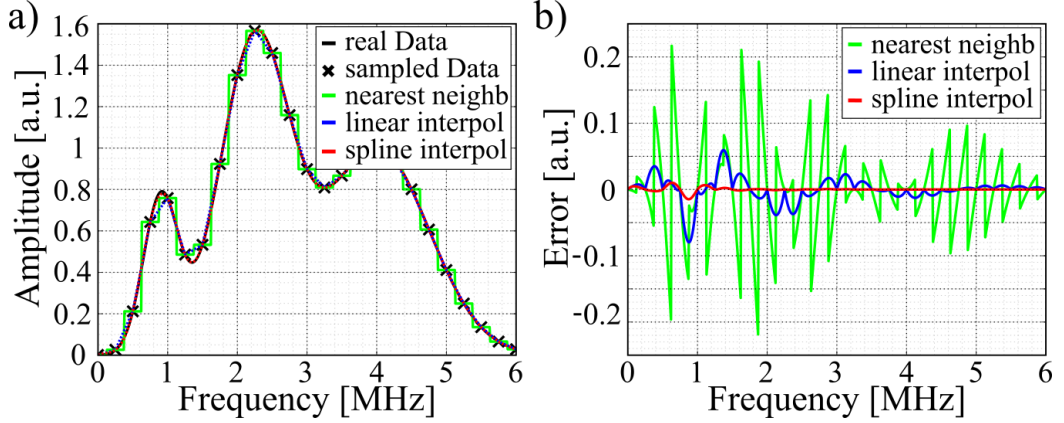 a)
1.6
1.4
1.2
1
0.8
0.6
0.4
0.2
0
Amplitude [a.u.]
real Data
sampled Data
nearest neighb
linear interpol
spline interpol
0 1 2 3 4 5 6
Frequency [MHz]
b)
0.2
0.1
0
-0.1
-0.2
Error [a.u.]
nearest neighb
linear interpol
spline interpol
0 1 2 3 4 5 6
Frequency [MHz]